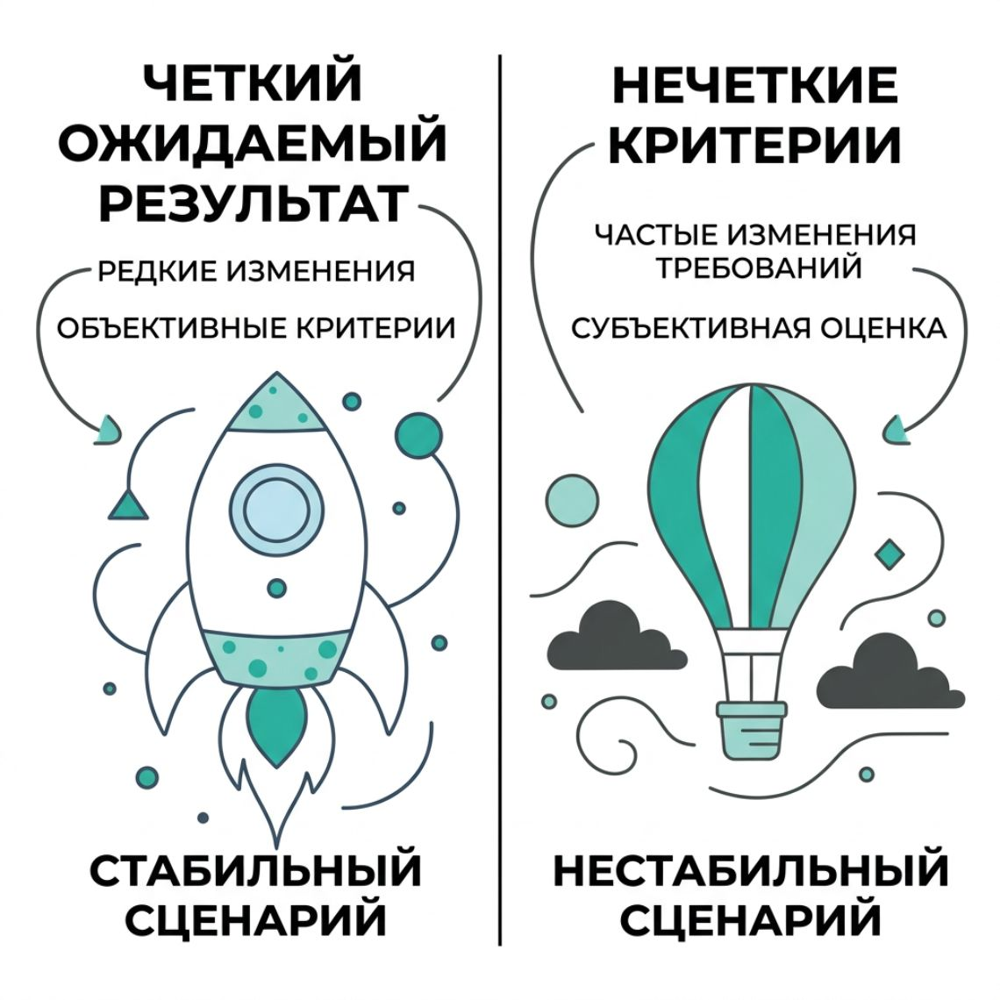 ЧЕТКИЙ
ОЖИДАЕМЫЙ
РЕЗУЛЬТАТ
РЕДКИЕ ИЗМЕНЕНИЯ
ОБЪЕКТИВНЫЕ КРИТЕРИИ
СТАБИЛЬНЫЙ
СЦЕНАРИЙ
НЕЧЕТКИЕ
КРИТЕРИИ
ЧАСТЫЕ ИЗМЕНЕНИЯ
ТРЕБОВАНИЙ
СУБЪЕКТИВНАЯ ОЦЕНКА
НЕСТАБИЛЬНЫЙ
СЦЕНАРИЙ